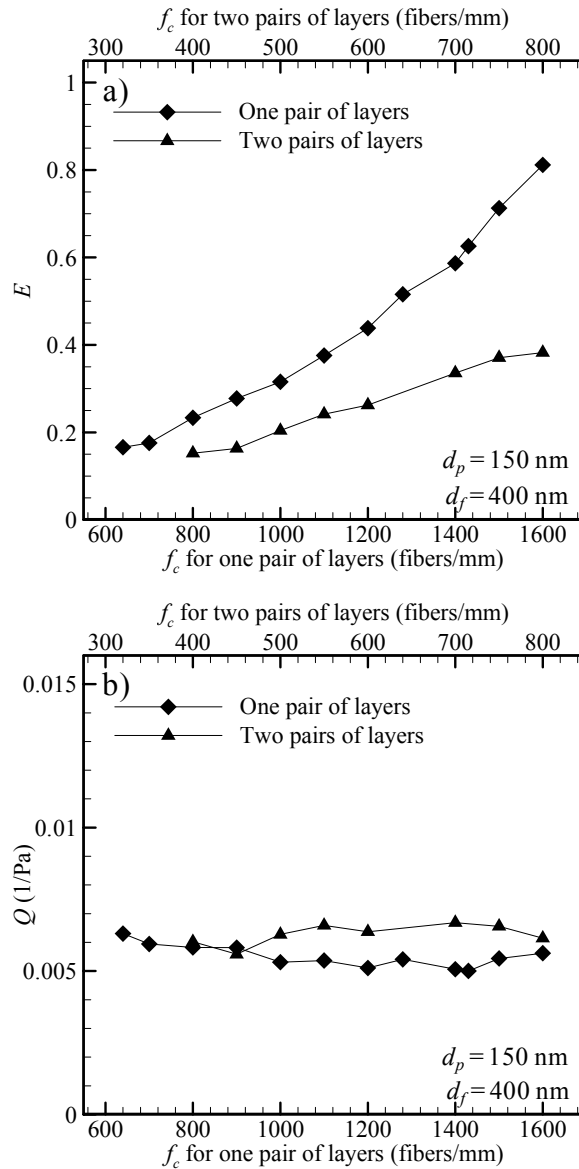 f_c for two pairs of layers (fibers/mm)
300 400 500 600 700 800
a)
One pair of layers
Two pairs of layers
1
0.8
0.6
0.4
0.2
0
E
d_p = 150 nm
d_f = 400 nm
600 800 1000 1200 1400 1600
f_c for one pair of layers (fibers/mm)
f_c for two pairs of layers (fibers/mm)
300 400 500 600 700 800
b)
One pair of layers
Two pairs of layers
0.015
0.01
0.005
0
Q (1/Pa)
d_p = 150 nm
d_f = 400 nm
600 800 1000 1200 1400 1600
f_c for one pair of layers (fibers/mm)